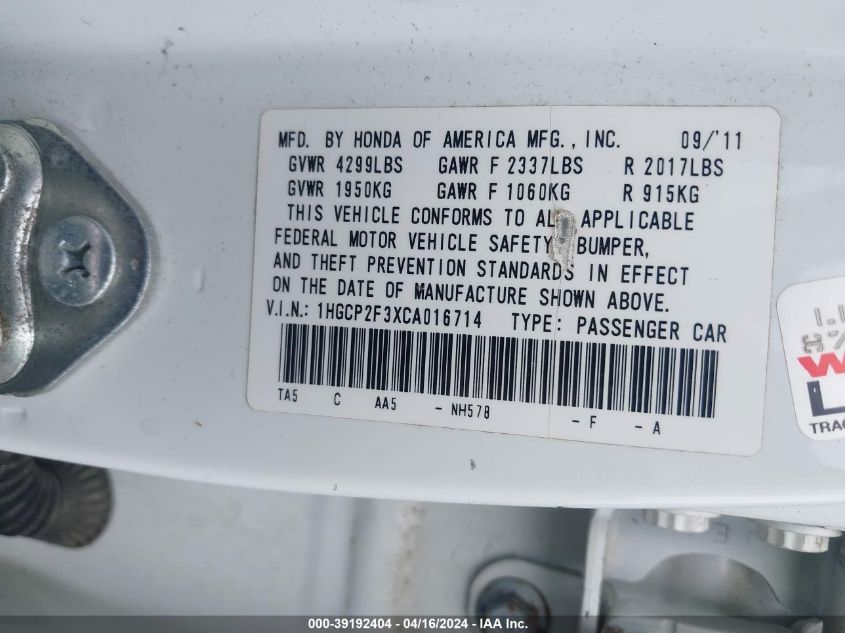 MFD. BY HONDA OF AMERICA MFG., INC. 09/'11
GVWR 4299LBS GAWR F 2337LBS R 2017LBS
GVWR 1950KG GAWR F 1060KG R 915KG
THIS VEHICLE CONFORMS TO ALL APPLICABLE
FEDERAL MOTOR VEHICLE SAFETY, BUMPER,
AND THEFT PREVENTION STANDARDS IN EFFECT
ON THE DATE OF MANUFACTURE SHOWN ABOVE.
V.I.N.: 1HGCP2F3XCA016714 TYPE: PASSENGER CAR
TA5 C AA5 - NH578 - F - A
TRAC
000-39192404 - 04/16/2024 - IAA Inc.